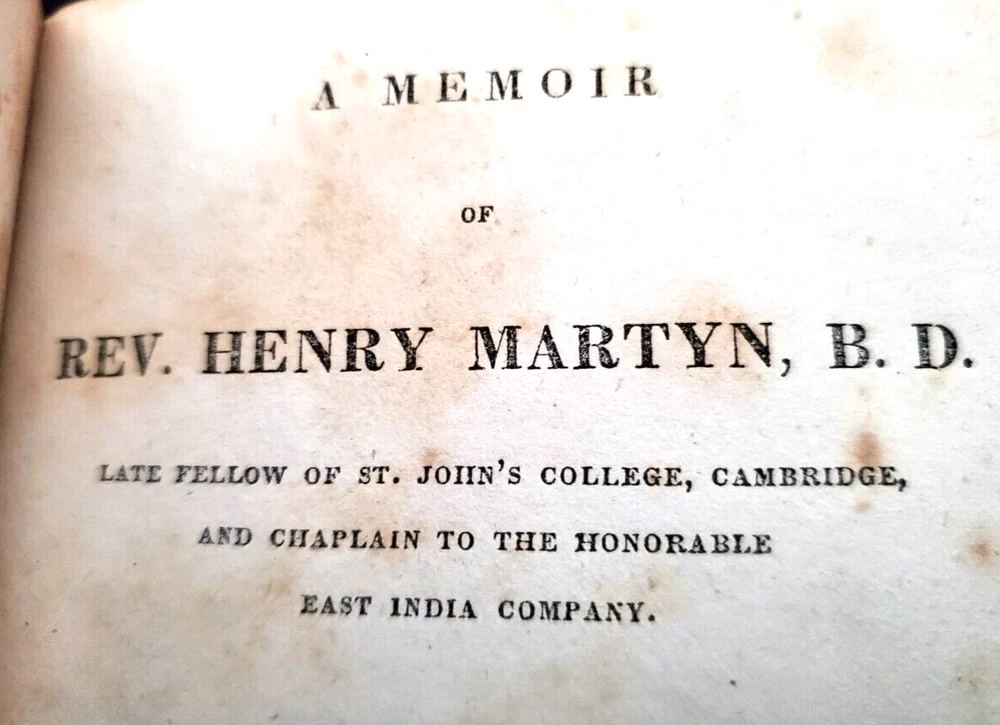 A MEMOIR
OF
REV. HENRY MARTYN, B. D.
LATE FELLOW OF ST. JOHN'S COLLEGE, CAMBRIDGE,
AND CHAPLAIN TO THE HONORABLE
EAST INDIA COMPANY.